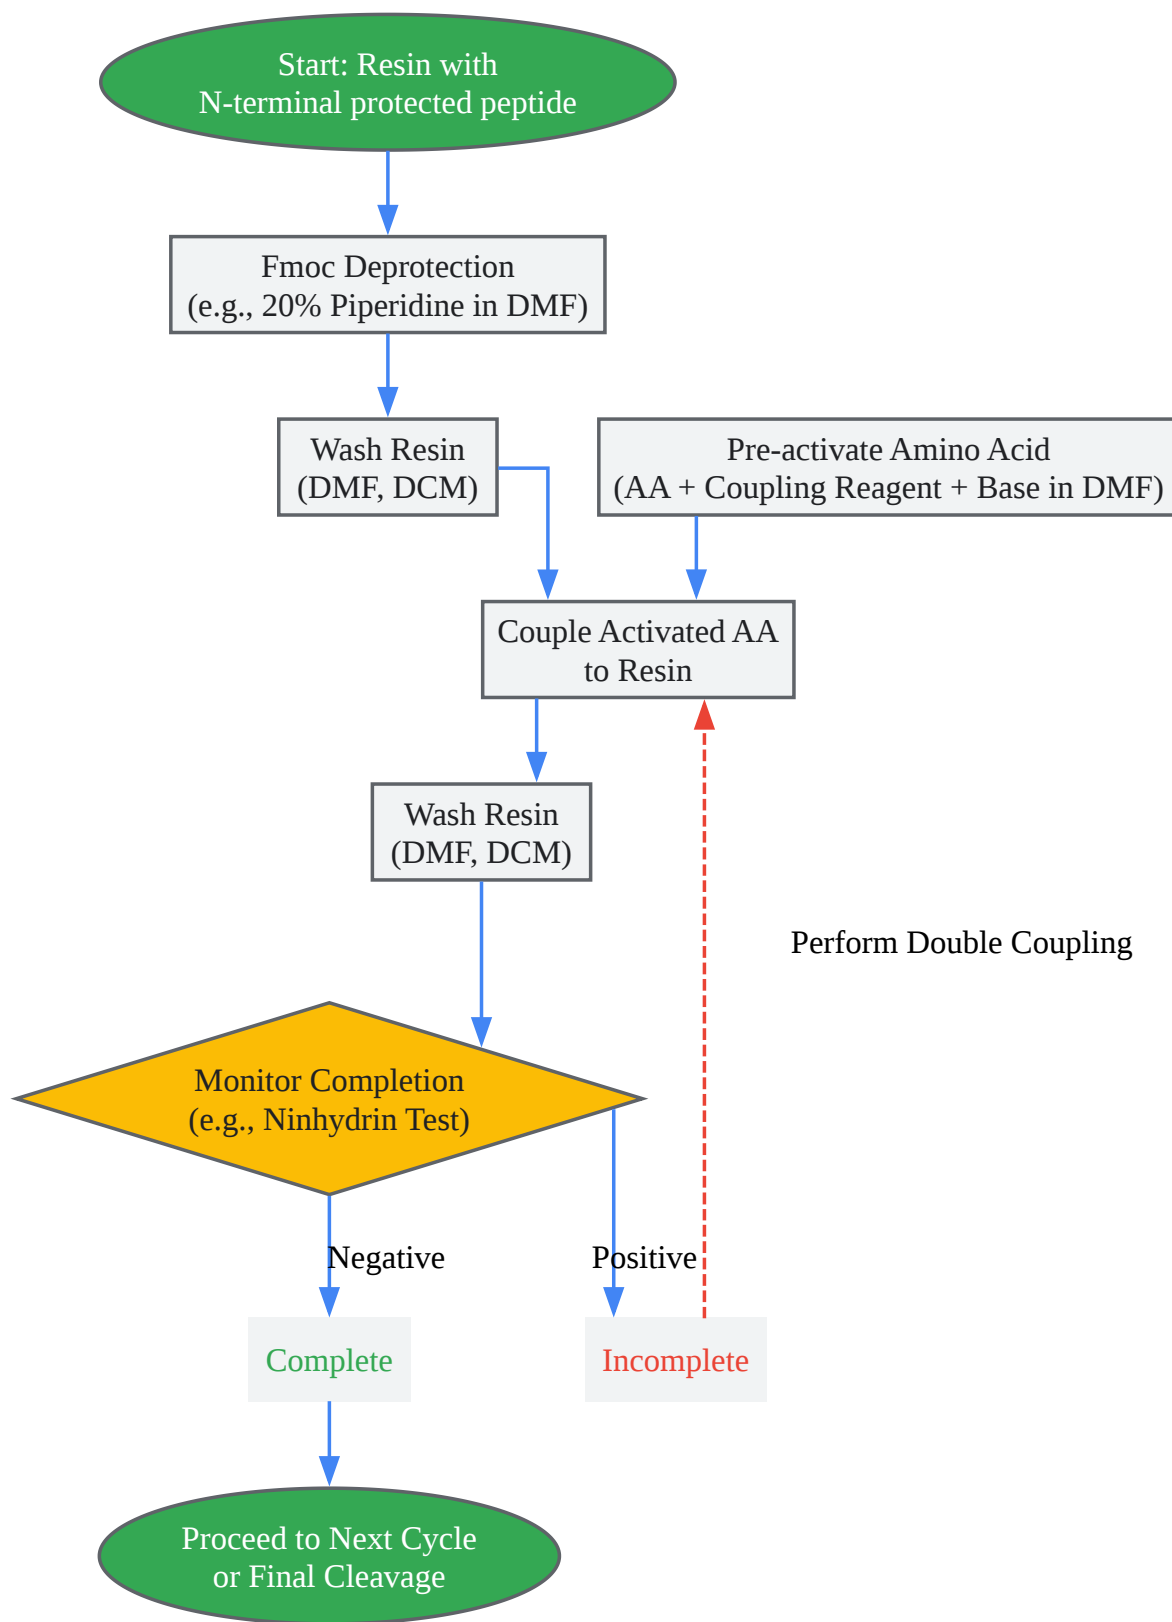 Start: Resin with
N-terminal protected peptide
Fmoc Deprotection
(e.g., 20% Piperidine in DMF)
Wash Resin
(DMF, DCM)
Pre-activate Amino Acid
(AA + Coupling Reagent + Base in DMF)
Couple Activated AA
to Resin
Wash Resin
(DMF, DCM)
Perform Double Coupling
Monitor Completion
(e.g., Ninhydrin Test)
Negative
Positive
Complete
Incomplete
Proceed to Next Cycle
or Final Cleavage